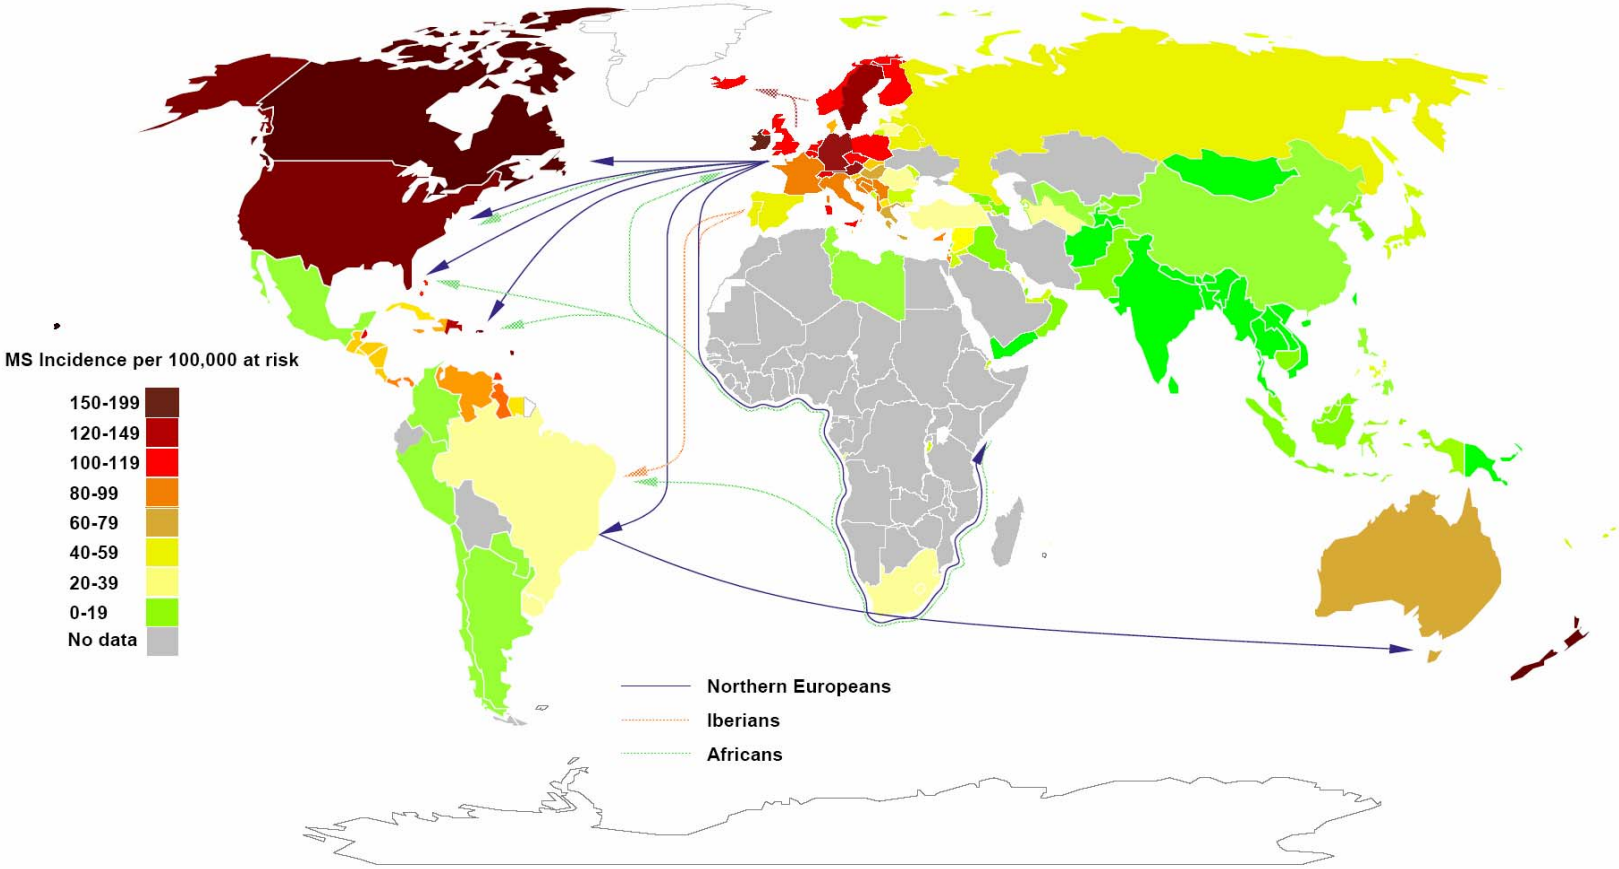 MS Incidence per 100,000 at risk
150-199
120-149
100-119
80-99
60-79
40-59
20-39
0-19
No data
Northern Europeans
Iberians
Africans